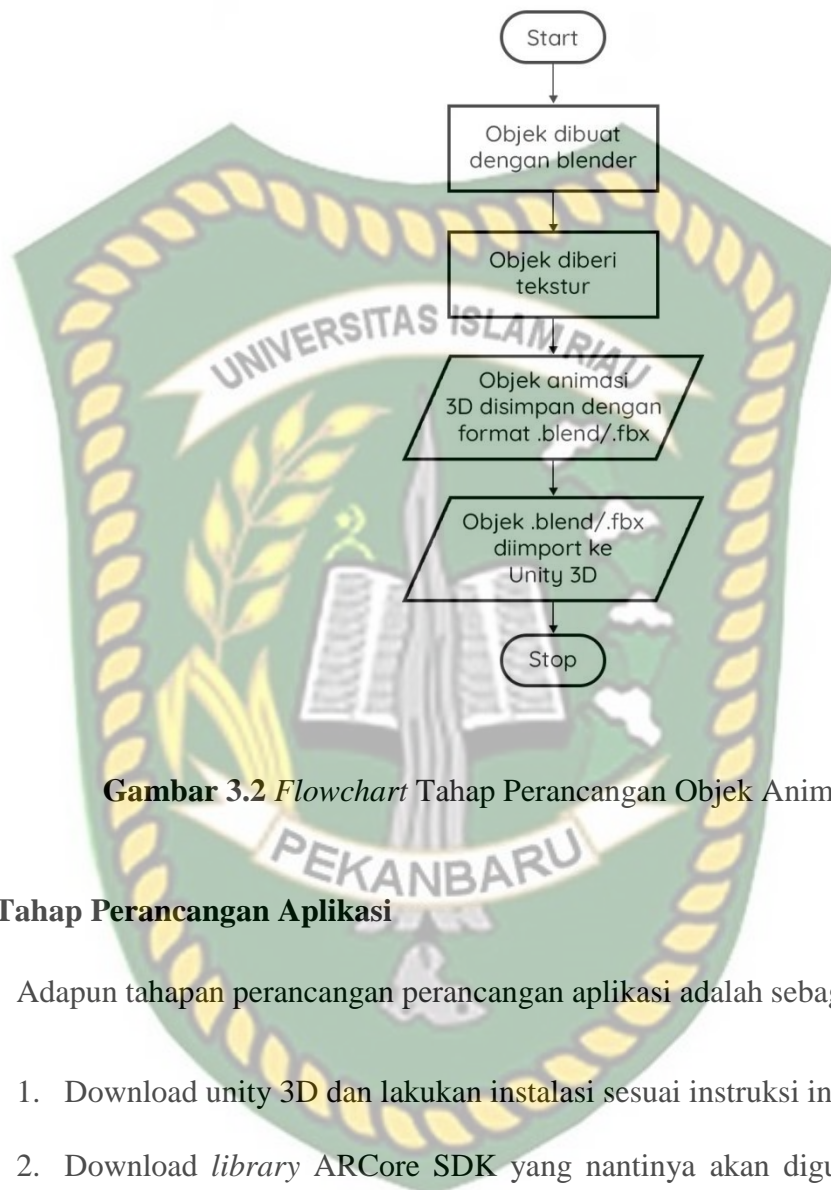 Start
Objek dibuat
dengan blender
Objek diberi
tekstur
UNIVERSITAS ISLAM RIAU
Objek animasi
3D disimpan dengan
format .blend/.fbx
Objek .blend/.fbx
diimport ke
Unity 3D
Stop
Gambar 3.2 Flowchart Tahap Perancangan Objek Anim
PEKANBARU
Tahap Perancangan Aplikasi
Adapun tahapan perancangan perancangan aplikasi adalah sebag
1. Download unity 3D dan lakukan instalasi sesuai instruksi in
2. Download library ARCore SDK yang nantinya akan digu